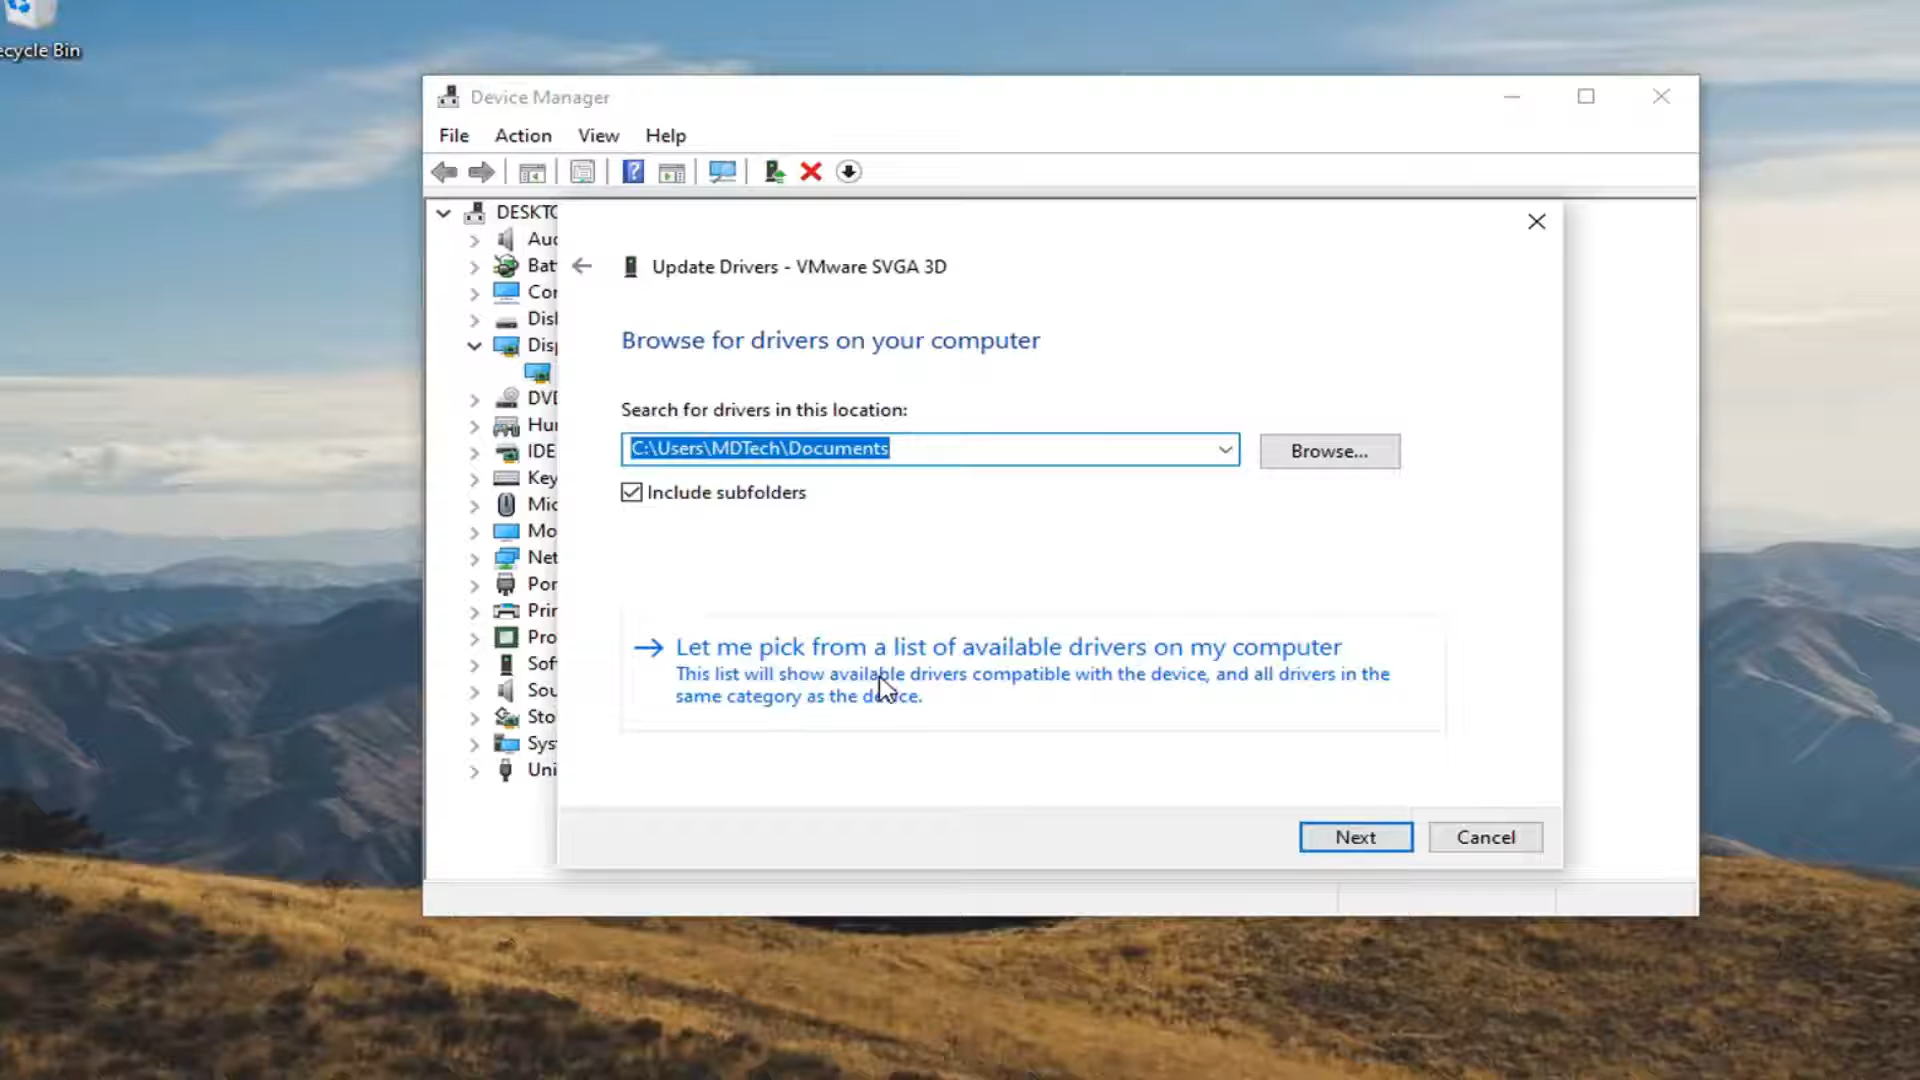 ecycle Bin
Device Manager
File Action View Help
DESKTO
Aud
Bat
Cor
Disl
Disp
DVD
Hur
IDE
Key
Mic
Mo
Net
Por
Prin
Pro
Sof
Sou
Sto
Sys
Uni
Update Drivers - VMware SVGA 3D
Browse for drivers on your computer
Search for drivers in this location:
C:\Users\MDTech\Documents
Browse...
Include subfolders
Let me pick from a list of available drivers on my computer
This list will show available drivers compatible with the device, and all drivers in the
same category as the device.
Next
Cancel